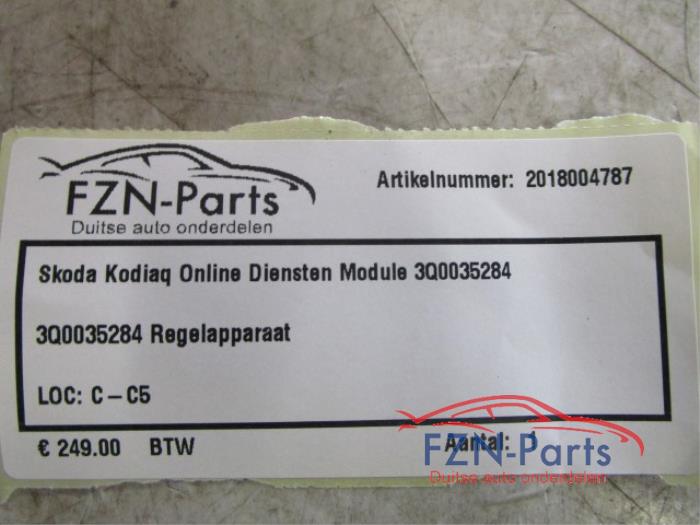 FZN-Parts
Duitse auto onderdelen
Artikelnummer: 2018004787
Skoda Kodiaq Online Diensten Module 3Q0035284
3Q0035284 Regelapparaat
LOC: C-C5
€ 249.00 BTW
Aantal: 1
FZN-Parts
Duitse auto onderdelen